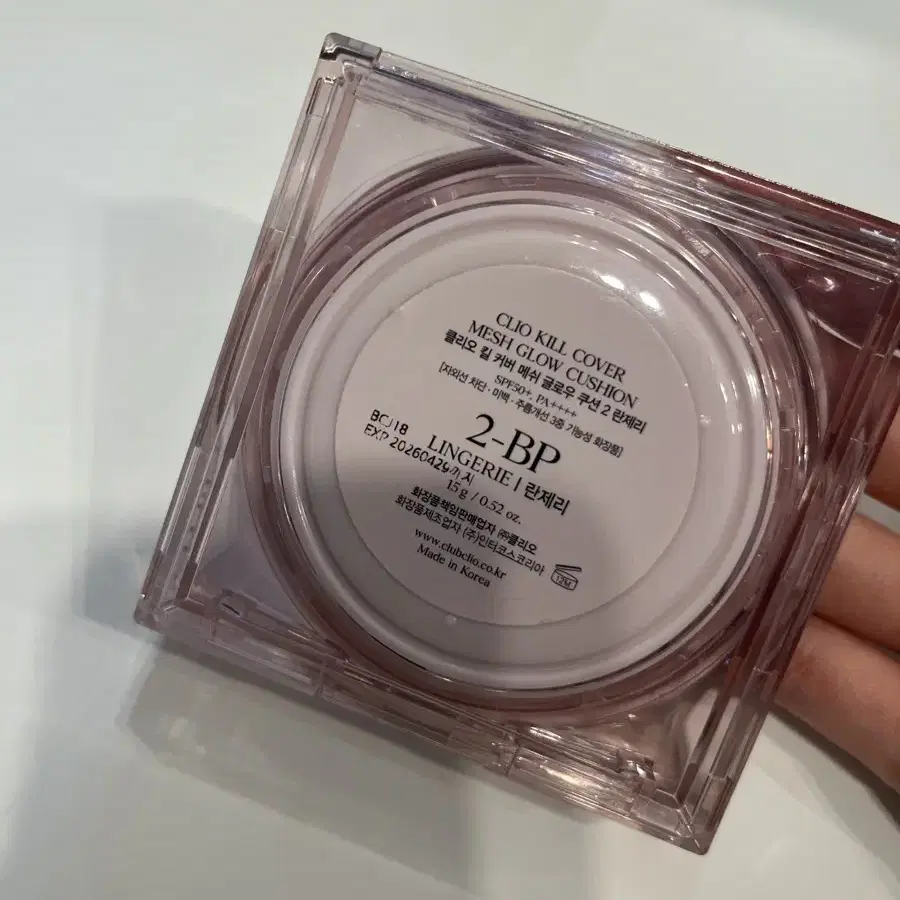 CLIO KILL COVER
MESH GLOW CUSHION
클리오 킬 커버 메쉬 글로우 쿠션 2 란제리
SPF50+, PA++++
[자외선 차단·미백·주름개선 3중 기능성 화장품]
2-BP
LINGERIE | 란제리
BCJ18
EXP 20260429까지
15g / 0.52 oz.
화장품책임판매업자 ㈜클리오
화장품제조업자 (주)인터코스코리아
www.clubclio.co.kr
Made in Korea
12M